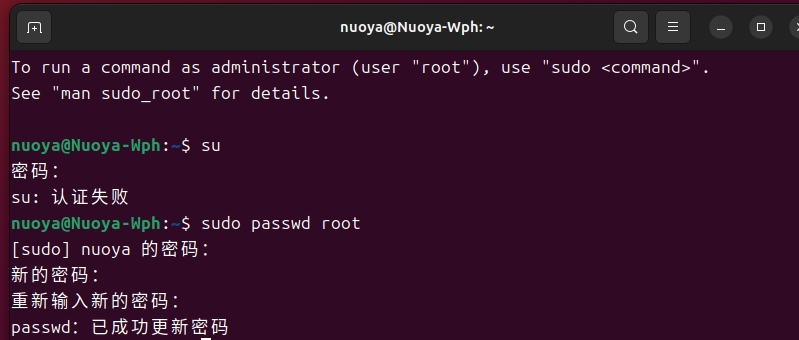 nuoya@Nuoya-Wph: ~
To run a command as administrator (user "root"), use "sudo <command>".
See "man sudo_root" for details.
nuoya@Nuoya-Wph:~$ su
密码：
su: 认证失败
nuoya@Nuoya-Wph:~$ sudo passwd root
[sudo] nuoya 的密码：
新的密码：
重新输入新的密码：
passwd：已成功更新密码